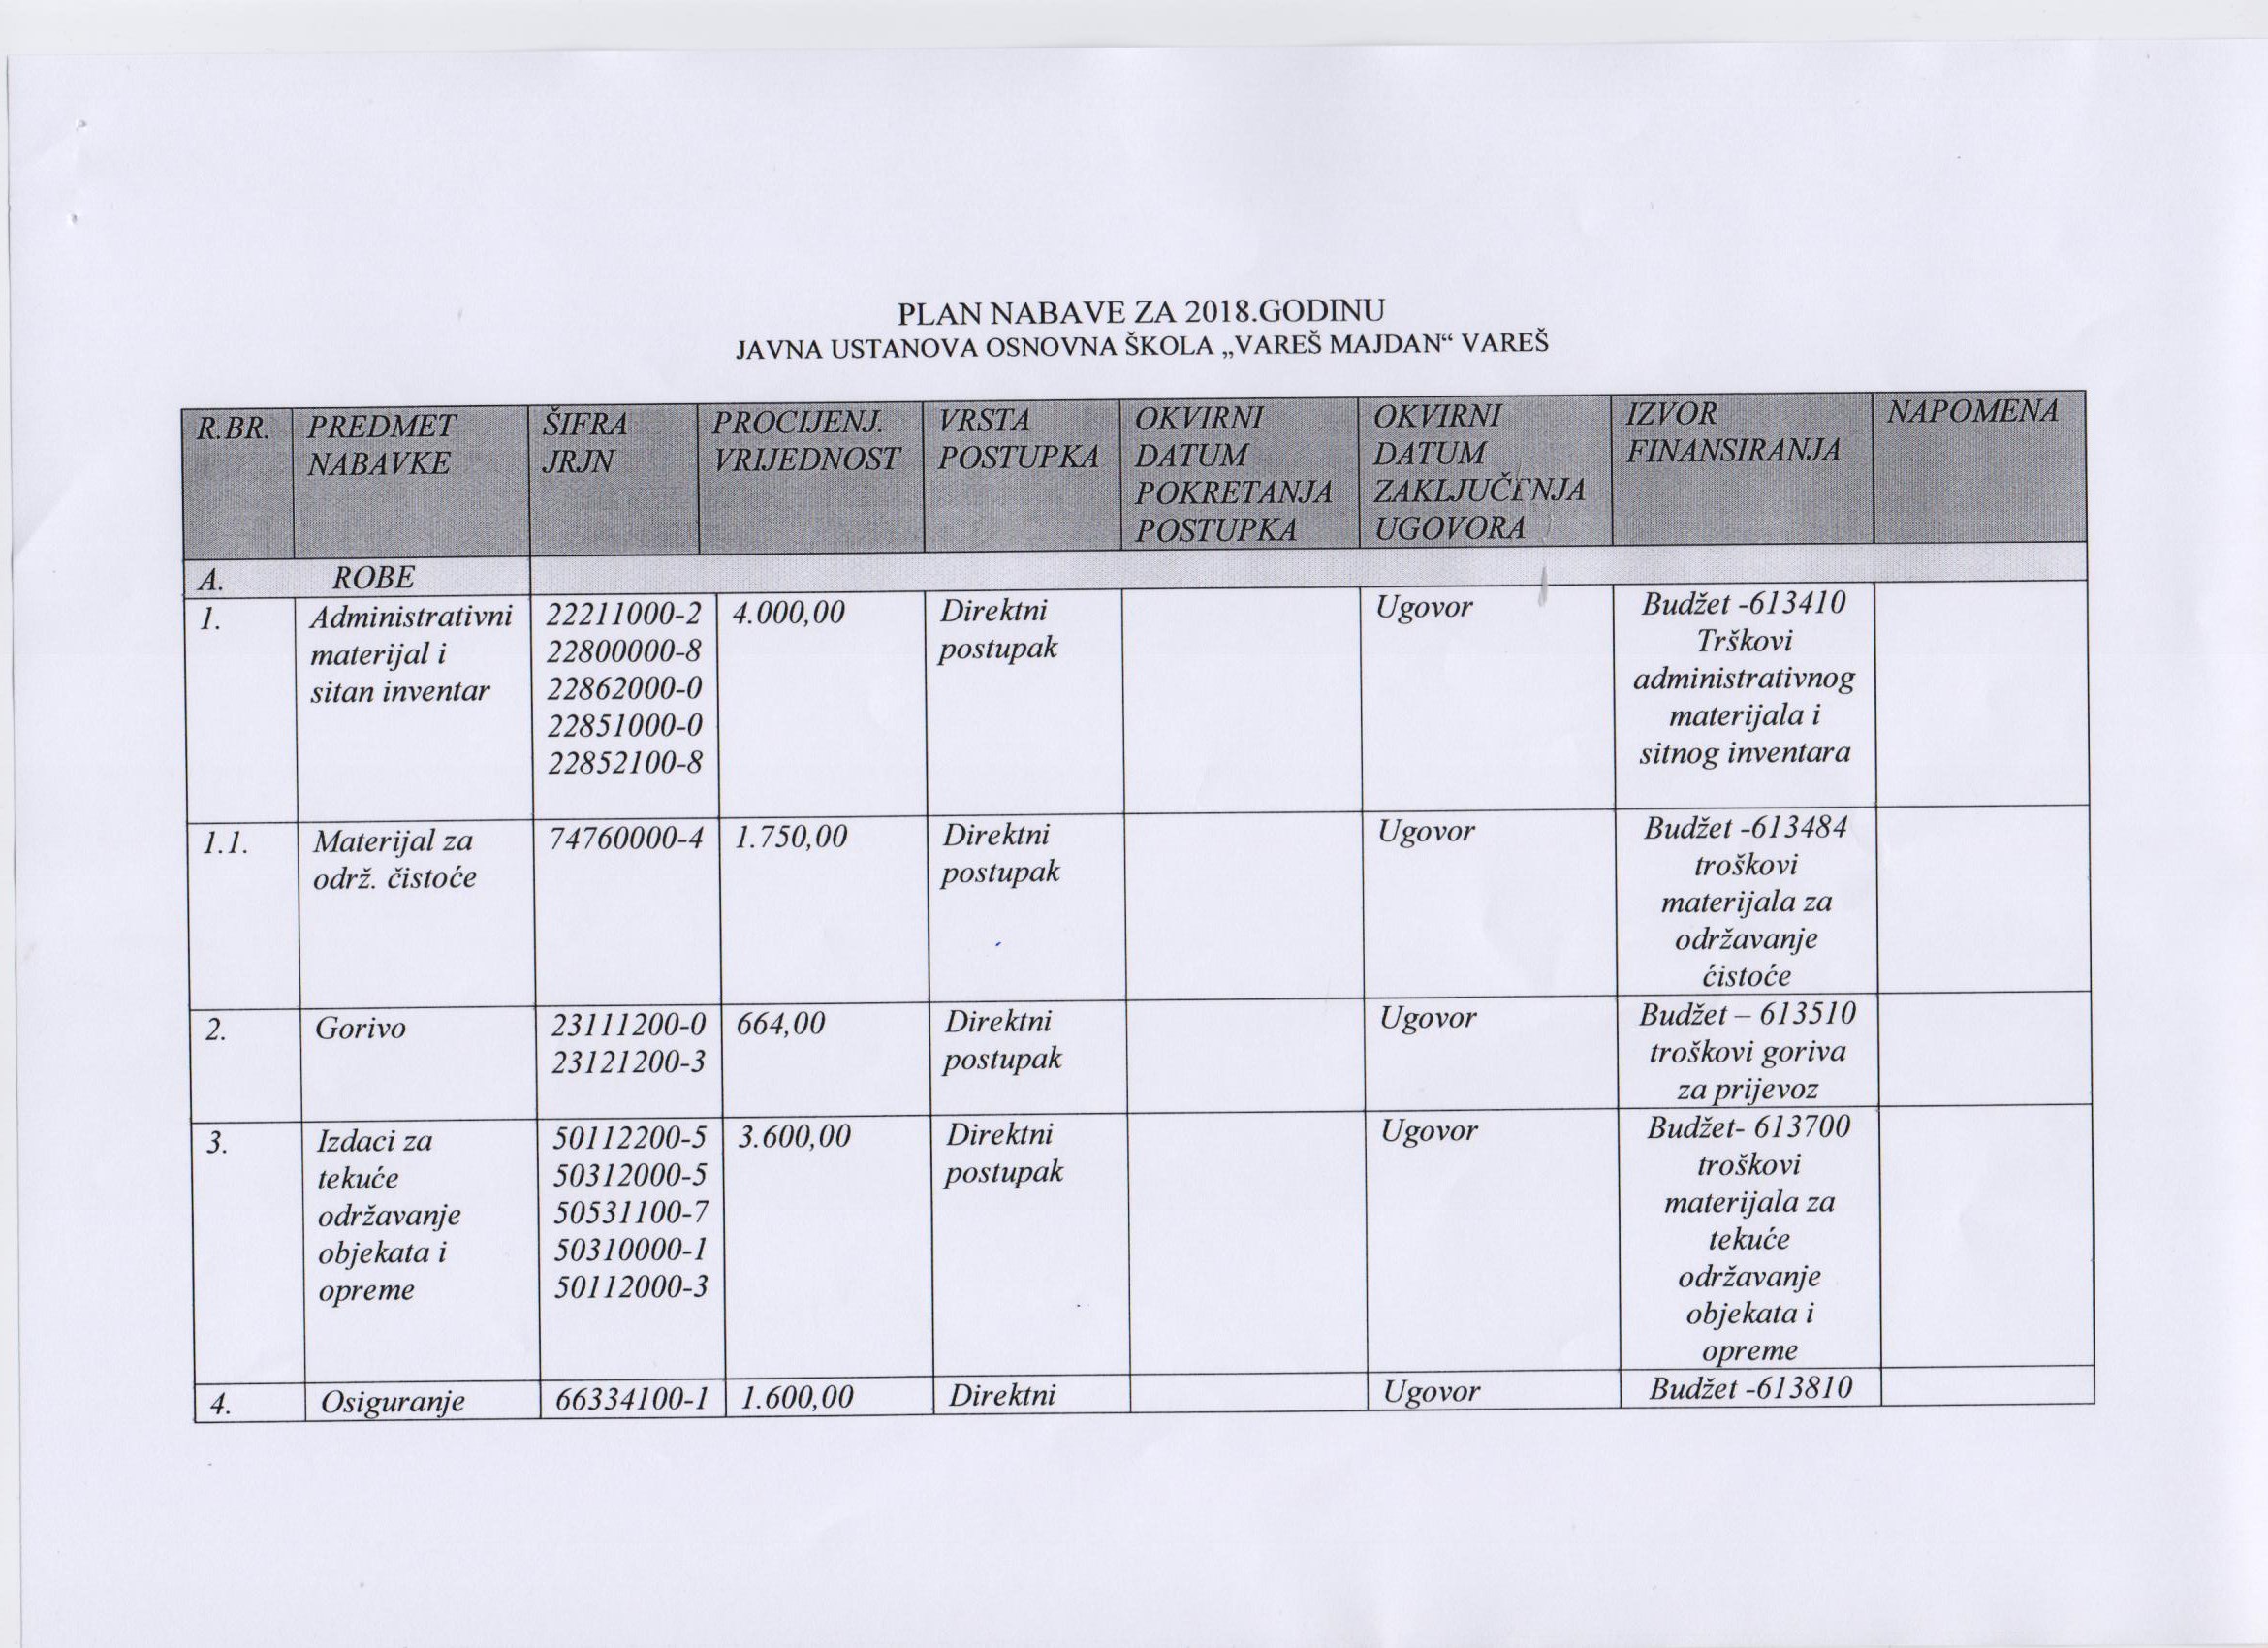 PLAN NABAVE ZA 2018.GODINU
JAVNA USTANOVA OSNOVNA ŠKOLA „VAREŠ MAJDAN“ VAREŠ
R.BR.
PREDMET
NABAVKE
ŠIFRA
JRJN
PROCIJENJ.
VRIJEDNOST
VRSTA
POSTUPKA
OKVIRNI
DATUM
POKRETANJA
POSTUPKA
OKVIRNI
DATUM
ZAKLJUČENJA
UGOVORA
IZVOR
FINANSIRANJA
NAPOMENA
A. ROBE
1.
Administrativni
materijal i
sitan inventar
22211000-2
22800000-8
22862000-0
22851000-0
22852100-8
4.000,00
Direktni
postupak
Ugovor
Budžet -613410
Trškovi
administrativnog
materijala i
sitnog inventara
1.1.
Materijal za
održ. čistoće
74760000-4
1.750,00
Direktni
postupak
Ugovor
Budžet -613484
troškovi
materijala za
održavanje
ćistoće
2.
Gorivo
23111200-0
23121200-3
664,00
Direktni
postupak
Ugovor
Budžet – 613510
troškovi goriva
za prijevoz
3.
Izdaci za
tekuće
održavanje
objekata i
opreme
50112200-5
50312000-5
50531100-7
50310000-1
50112000-3
3.600,00
Direktni
postupak
Ugovor
Budžet- 613700
troškovi
materijala za
tekuće
održavanje
objekata i
opreme
4.
Osiguranje
66334100-1
1.600,00
Direktni
Ugovor
Budžet -613810